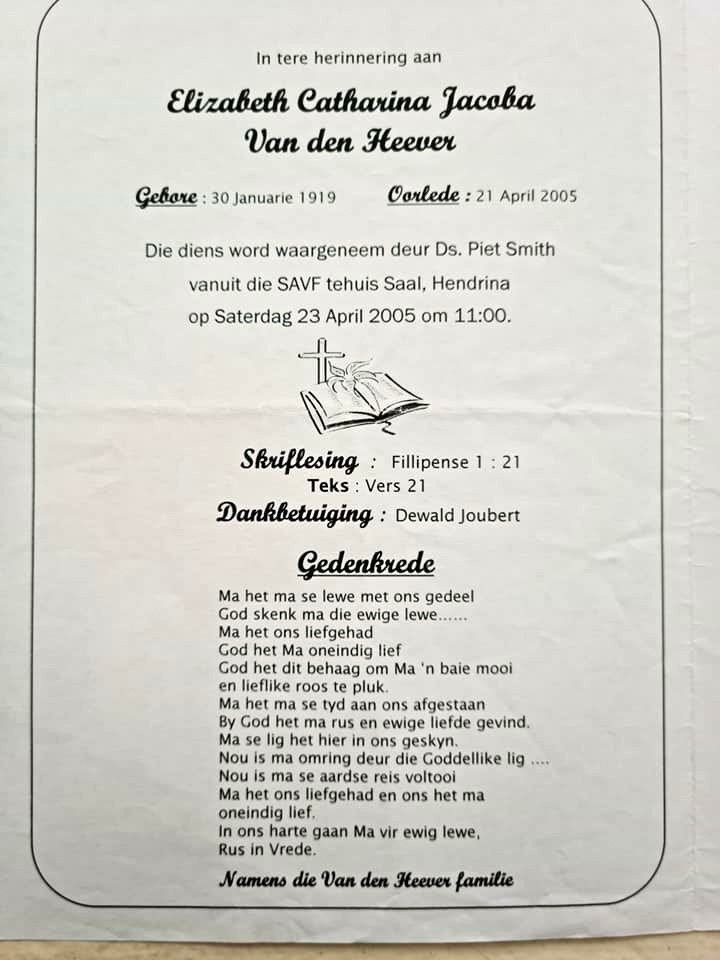 In tere herinnering aan
Elizabeth Catharina Jacoba
Van den Heever
Gebore : 30 Januarie 1919 Oorlede : 21 April 2005
Die diens word waargeneem deur Ds. Piet Smith
vanuit die SAVF tehuis Saal, Hendrina
op Saterdag 23 April 2005 om 11:00.
Skriflesing : Fillipense 1 : 21
Teks : Vers 21
Dankbetuiging : Dewald Joubert
Gedenkrede
Ma het ma se lewe met ons gedeel
God skenk ma die ewige lewe......
Ma het ons liefgehad
God het Ma oneindig lief
God het dit behaag om Ma 'n baie mooi
en lieflike roos te pluk.
Ma het ma se tyd aan ons afgestaan
By God het ma rus en ewige liefde gevind.
Ma se lig het hier in ons geskyn.
Nou is ma omring deur die Goddellike lig ....
Nou is ma se aardse reis voltooi
Ma het ons liefgehad en ons het ma
oneindig lief.
In ons harte gaan Ma vir ewig lewe,
Rus in Vrede.
Namens die Van den Heever familie